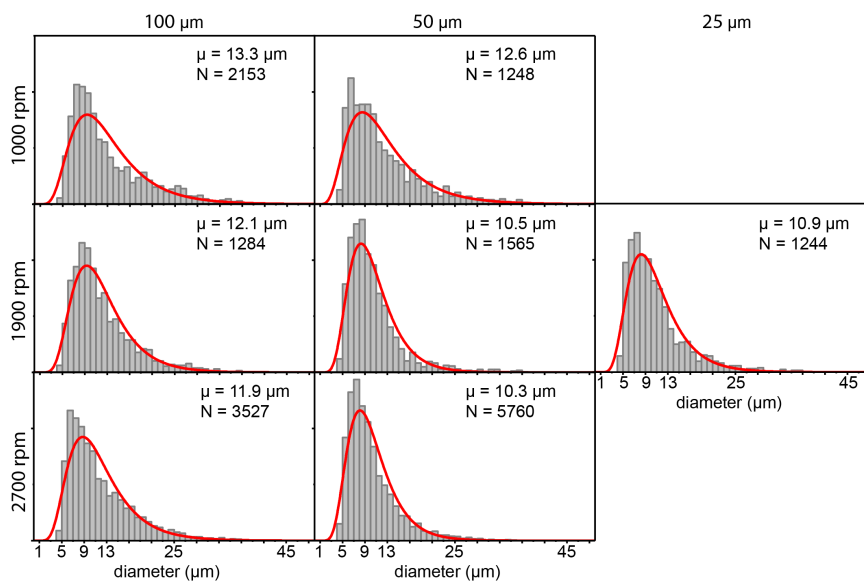 100 µm 50 µm 25 µm
1000 rpm
µ = 13.3 µm
N = 2153
µ = 12.6 µm
N = 1248
1900 rpm
µ = 12.1 µm
N = 1284
µ = 10.5 µm
N = 1565
µ = 10.9 µm
N = 1244
1 5 9 13 25 45
diameter (µm)
2700 rpm
µ = 11.9 µm
N = 3527
µ = 10.3 µm
N = 5760
1 5 9 13 25 45
diameter (µm)
1 5 9 13 25 45
diameter (µm)